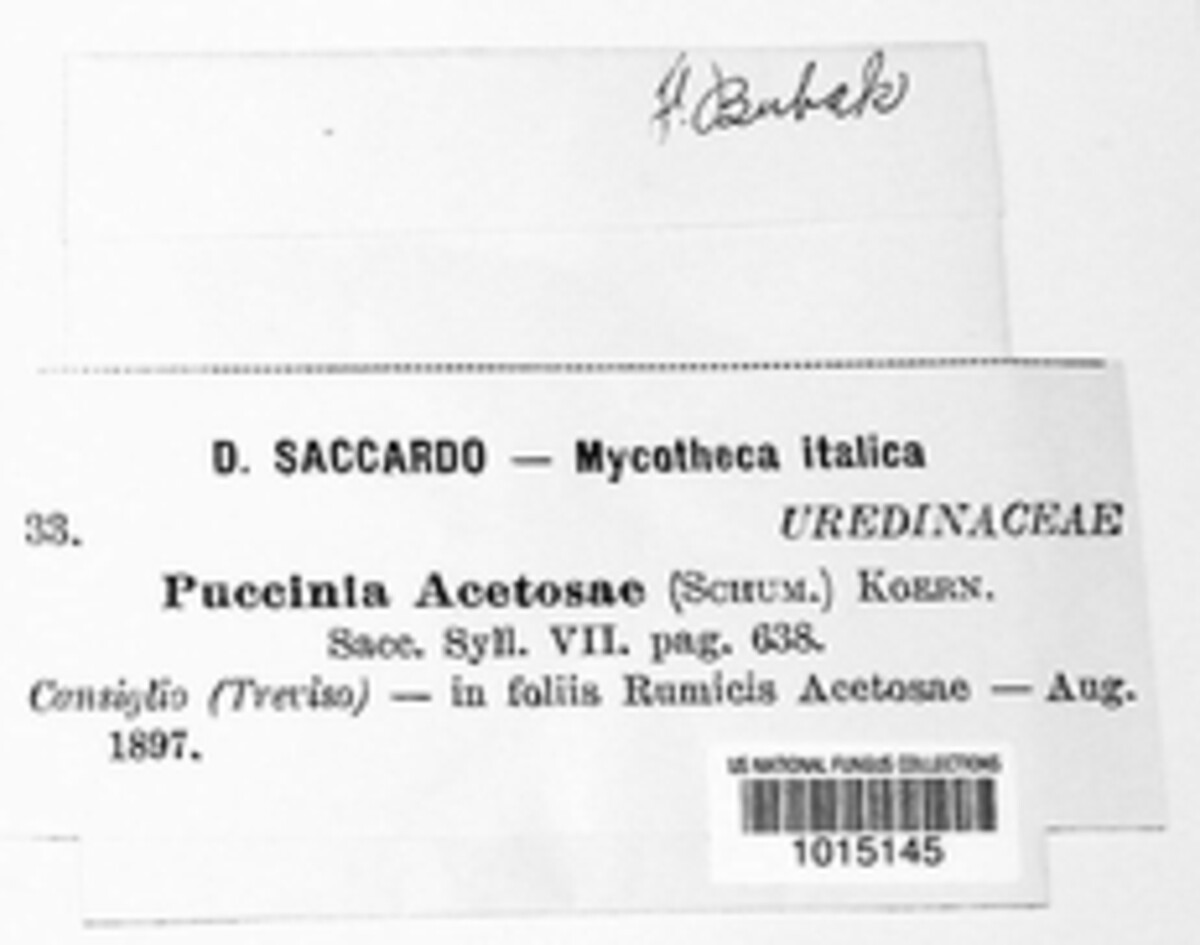 F. Bubak
D. SACCARDO — Mycotheca italica
33.
UREDINACEAE
Puccinia Acetosae (SCHUM.) KOERN.
Sacc. Syll. VII. pag. 638.
Consiglio (Treviso) — in foliis Rumicis Acetosae — Aug.
1897.
US NATIONAL FUNGUS COLLECTIONS
1015145